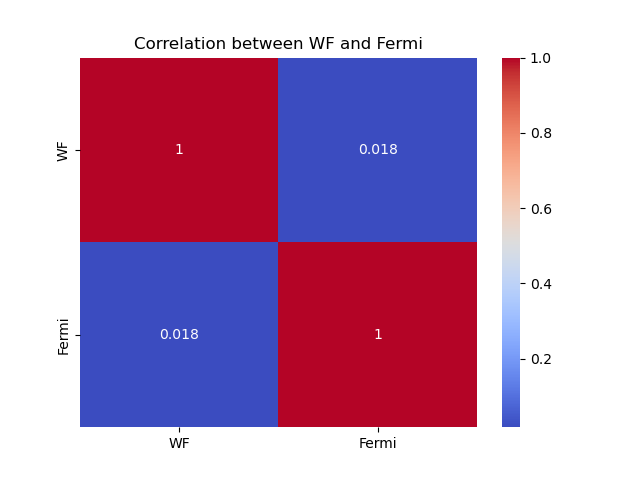 Correlation between WF and Fermi
WF
1
0.018
Fermi
0.018
1
WF
Fermi
1.0
0.8
0.6
0.4
0.2